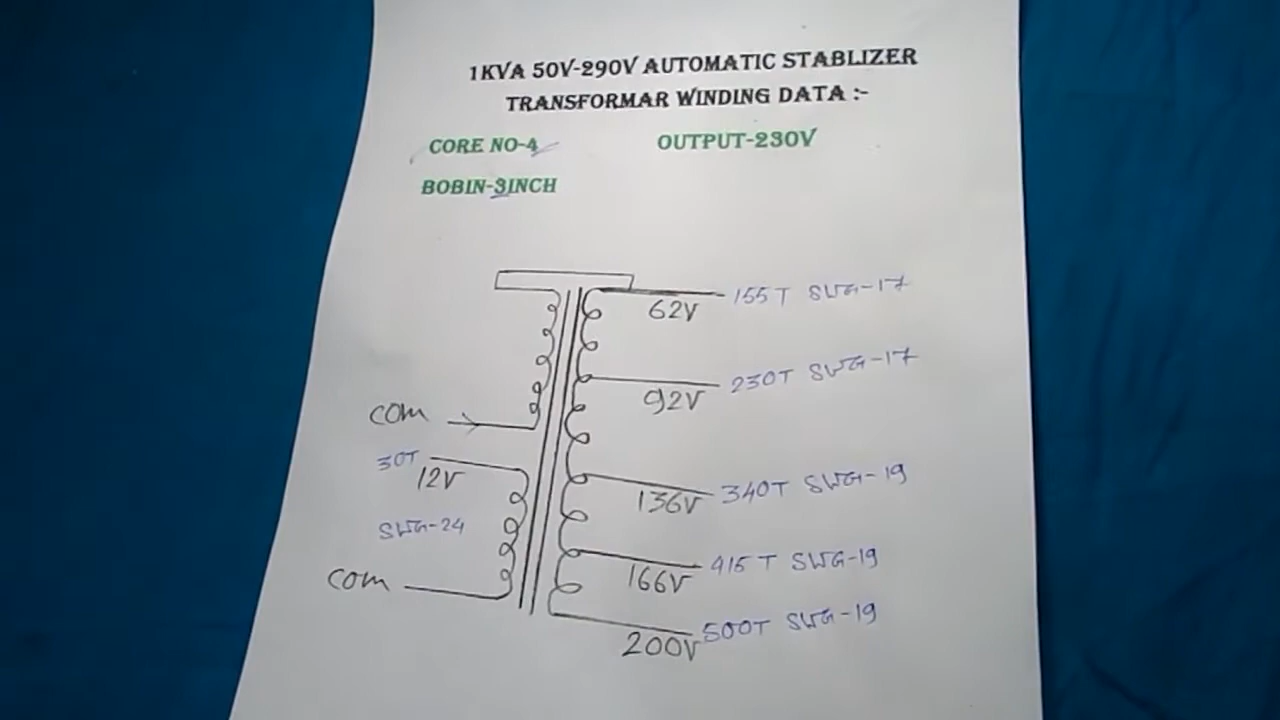 1KVA 50V-290V AUTOMATIC STABLIZER
TRANSFORMAR WINDING DATA :-
CORE NO-4 OUTPUT-230V
BOBIN-3INCH
155T SWG-17
62V
230T SWG-17
92V
COM
30T
12V
340T SWG-19
136V
SWG-24
415T SWG-19
166V
COM
500T SWG-19
200V